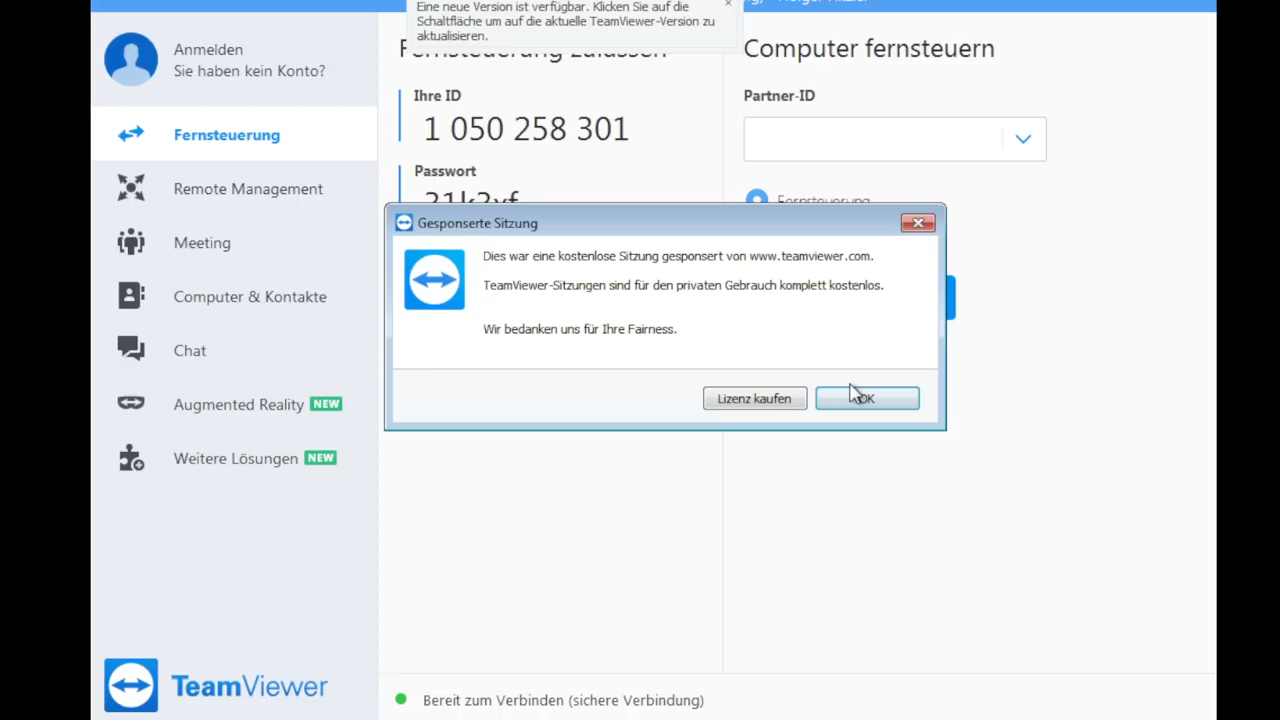 Eine neue Version ist verfügbar. Klicken Sie auf die
Schaltfläche um auf die aktuelle TeamViewer-Version zu
aktualisieren.
Anmelden
Sie haben kein Konto?
Fernsteuerung
Remote Management
Meeting
Computer & Kontakte
Chat
Augmented Reality NEW
Weitere Lösungen NEW
TeamViewer
Fernsteuerung zulassen
Ihre ID
1 050 258 301
Passwort
Computer fernsteuern
Partner-ID
Fernsteuerung
Gesponserte Sitzung
Dies war eine kostenlose Sitzung gesponsert von www.teamviewer.com.
TeamViewer-Sitzungen sind für den privaten Gebrauch komplett kostenlos.
Wir bedanken uns für Ihre Fairness.
Lizenz kaufen
OK
Bereit zum Verbinden (sichere Verbindung)